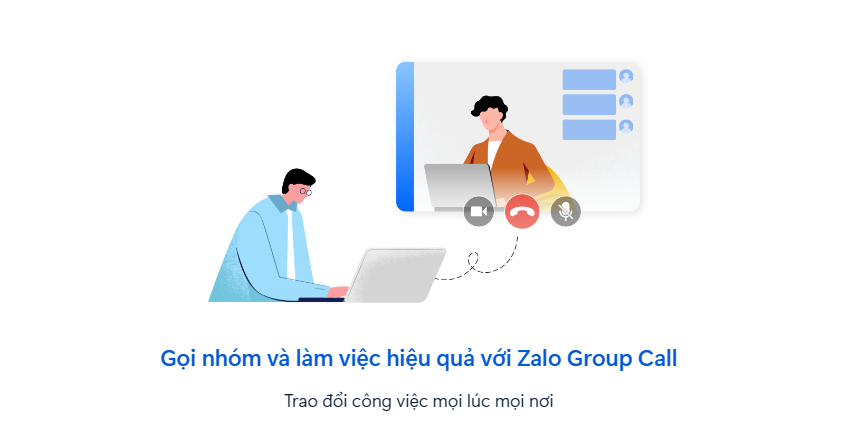 Gọi nhóm và làm việc hiệu quả với Zalo Group Call
Trao đổi công việc mọi lúc mọi nơi